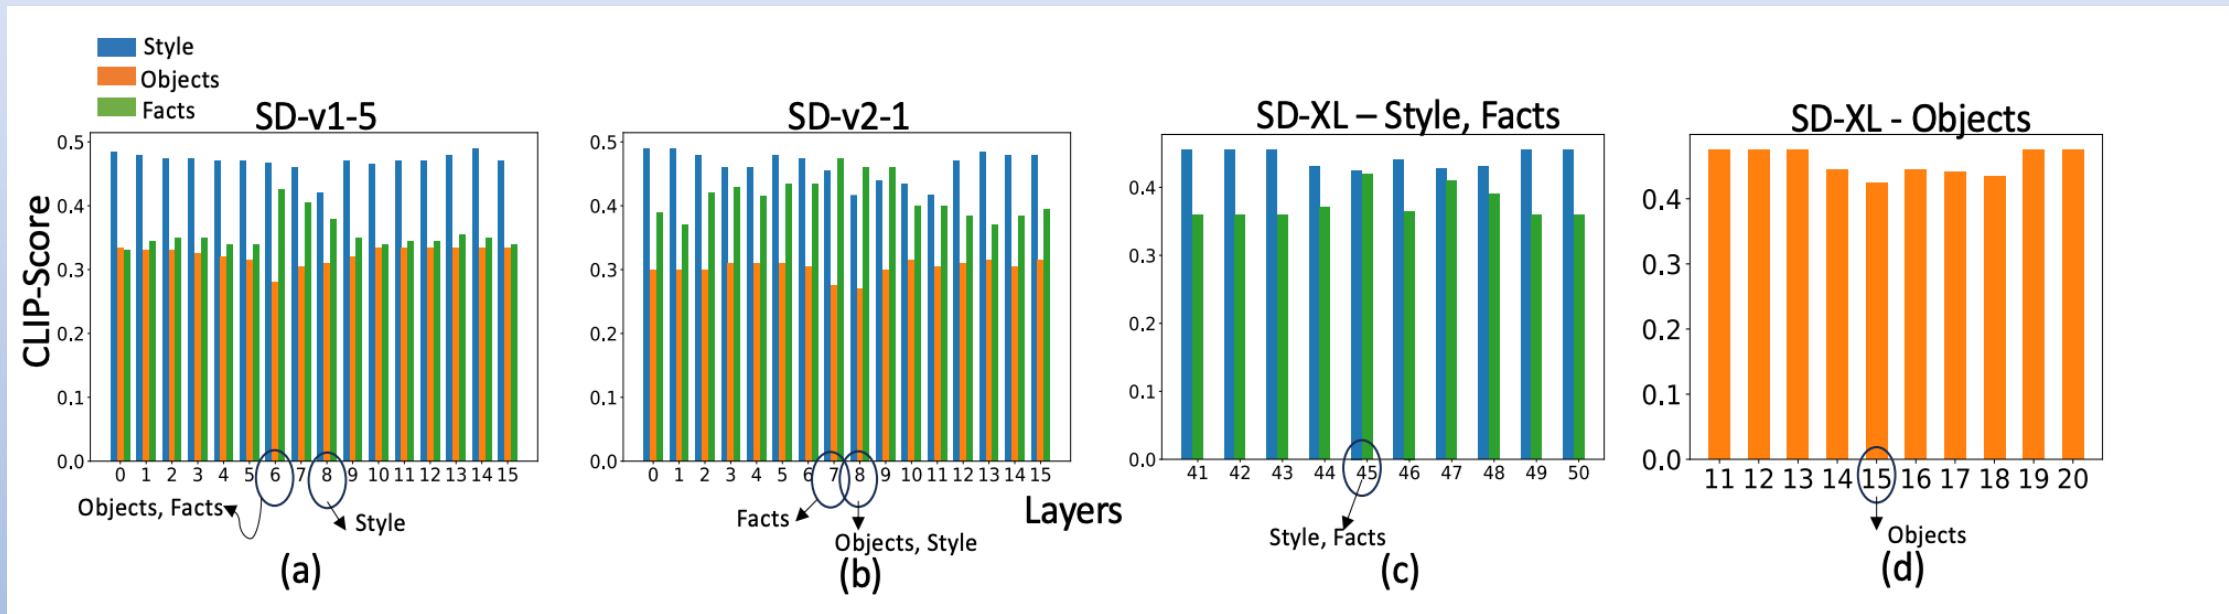 Style
Objects
Facts
CLIP-Score
SD-v1-5
0.5
0.4
0.3
0.2
0.1
0.0
0 1 2 3 4 5 6 7 8 9 10 11 12 13 14 15
Objects, Facts
Style
(a)
SD-v2-1
0.5
0.4
0.3
0.2
0.1
0.0
0 1 2 3 4 5 6 7 8 9 10 11 12 13 14 15
Facts
Objects, Style
(b)
Layers
SD-XL – Style, Facts
0.4
0.3
0.2
0.1
0.0
41 42 43 44 45 46 47 48 49 50
Style, Facts
(c)
SD-XL - Objects
0.4
0.3
0.2
0.1
0.0
11 12 13 14 15 16 17 18 19 20
Objects
(d)